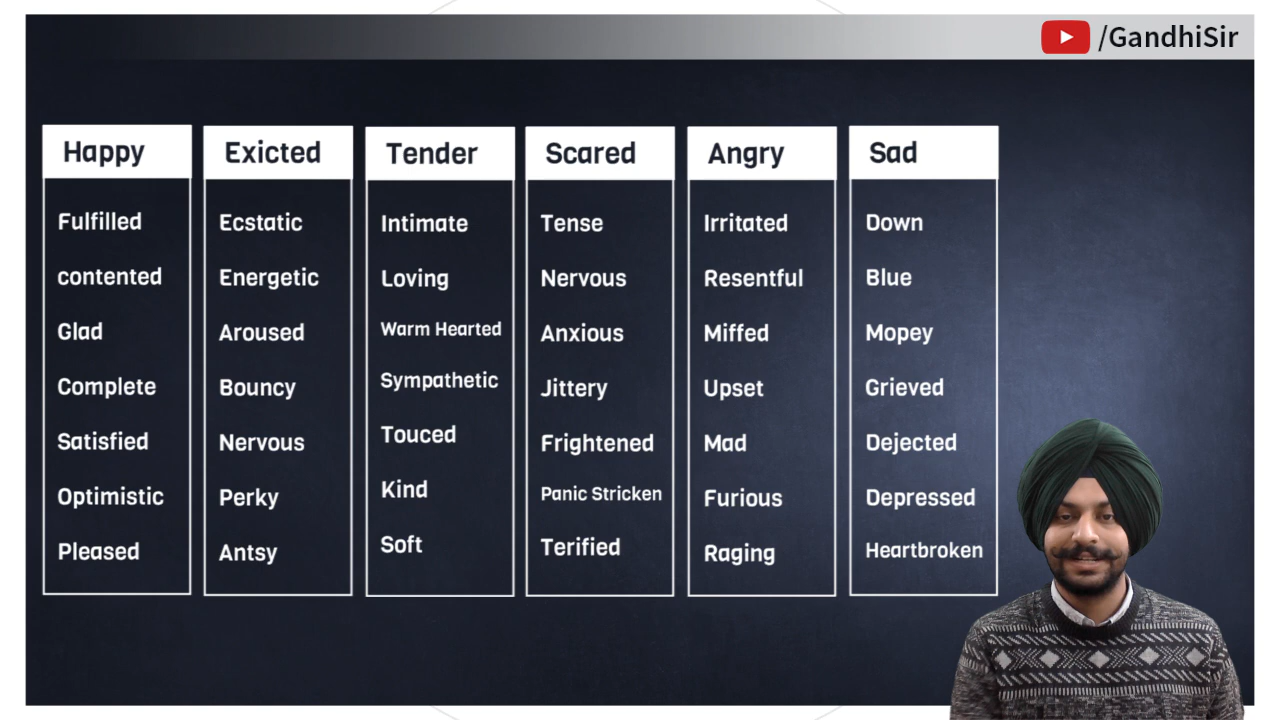 /GandhiSir
Happy
Fulfilled
contented
Glad
Complete
Satisfied
Optimistic
Pleased
Exicted
Ecstatic
Energetic
Aroused
Bouncy
Nervous
Perky
Antsy
Tender
Intimate
Loving
Warm Hearted
Sympathetic
Touced
Kind
Soft
Scared
Tense
Nervous
Anxious
Jittery
Frightened
Panic Stricken
Terified
Angry
Irritated
Resentful
Miffed
Upset
Mad
Furious
Raging
Sad
Down
Blue
Mopey
Grieved
Dejected
Depressed
Heartbroken